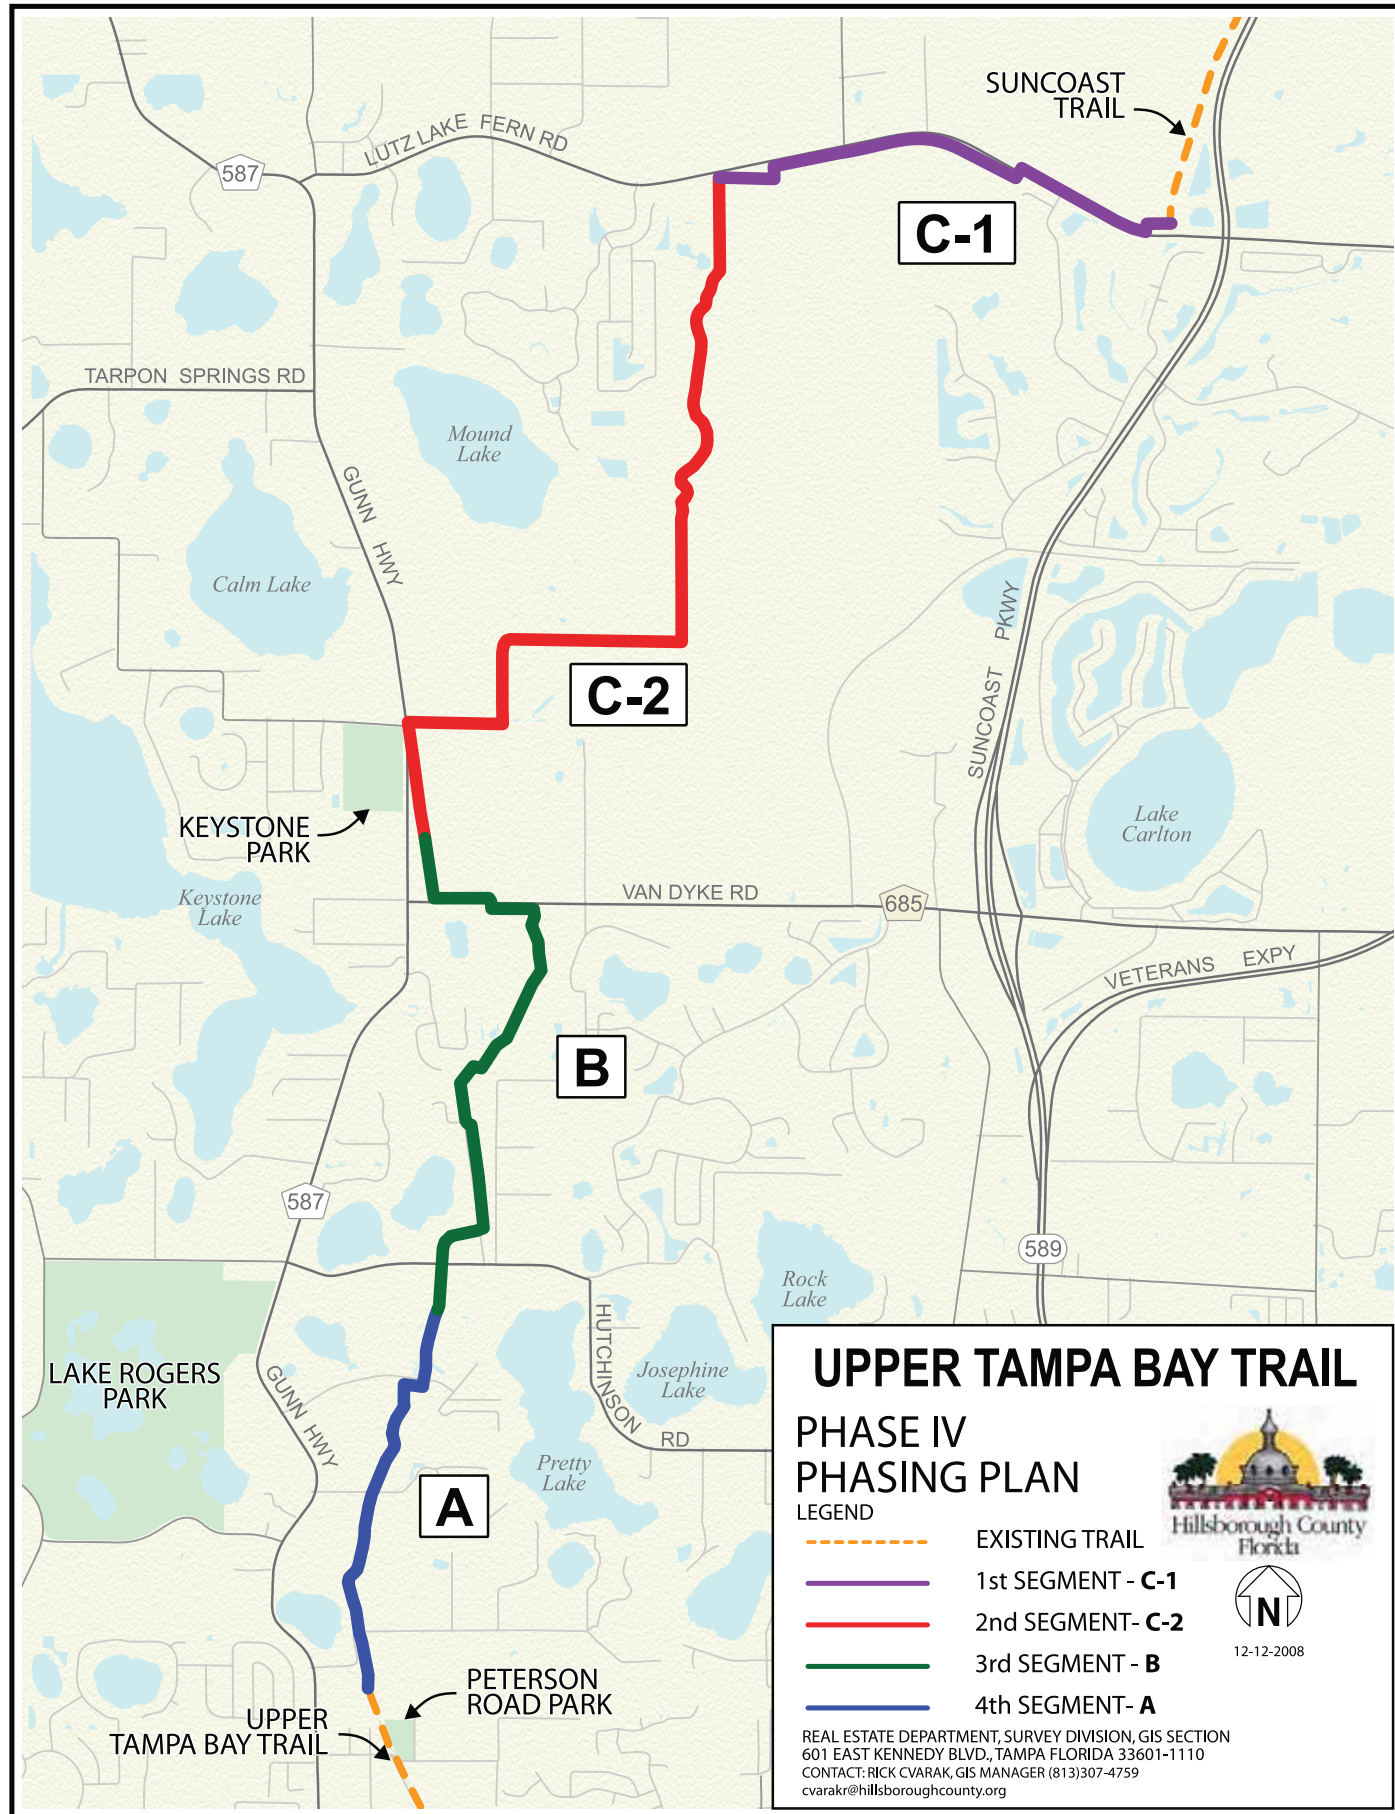 SUNCOAST
TRAIL
LUTZ LAKE FERN RD
587
C-1
TARPON SPRINGS RD
Mound
Lake
GUNN HWY
Calm Lake
SUNCOAST PKWY
C-2
KEYSTONE
PARK
Lake
Carlton
Keystone
Lake
VAN DYKE RD
685
VETERANS EXPY
B
587
589
Rock
Lake
HUTCHINSON RD
Josephine
Lake
LAKE ROGERS
PARK
GUNN HWY
Pretty
Lake
A
PETERSON
ROAD PARK
UPPER
TAMPA BAY TRAIL
UPPER TAMPA BAY TRAIL
PHASE IV
PHASING PLAN
LEGEND
EXISTING TRAIL
1st SEGMENT - C-1
2nd SEGMENT- C-2
3rd SEGMENT - B
4th SEGMENT- A
Hillsborough County
Florida
N
12-12-2008
REAL ESTATE DEPARTMENT, SURVEY DIVISION, GIS SECTION
601 EAST KENNEDY BLVD., TAMPA FLORIDA 33601-1110
CONTACT: RICK CVARAK, GIS MANAGER (813)307-4759
cvarakr@hillsboroughcounty.org